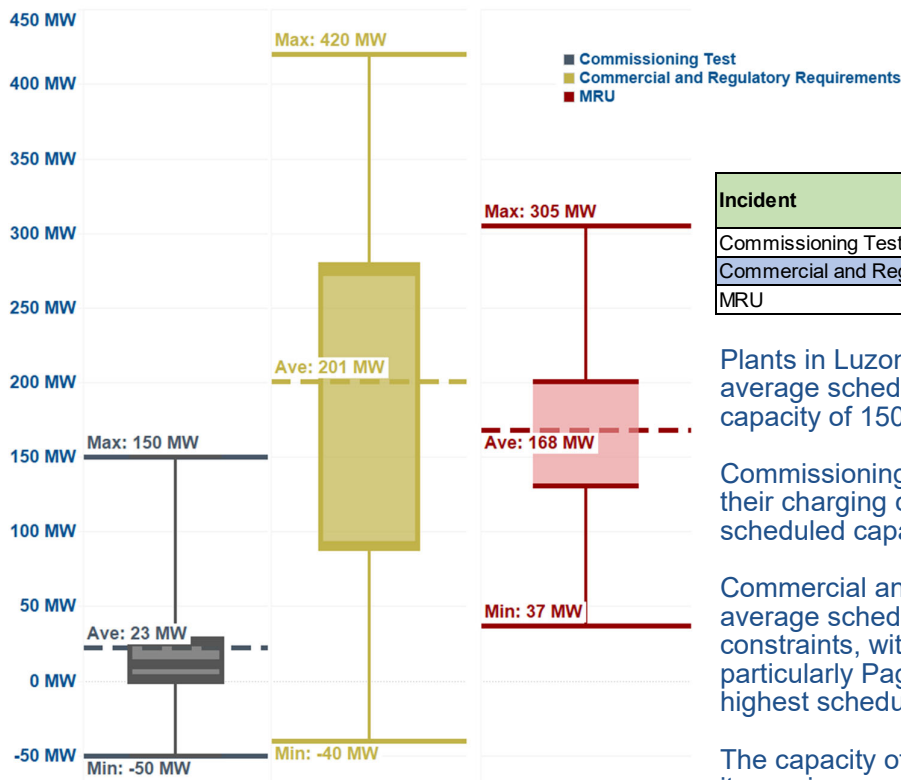 450 MW
400 MW
350 MW
300 MW
250 MW
200 MW
150 MW
100 MW
50 MW
0 MW
-50 MW
Max: 150 MW
Ave: 23 MW
Min: -50 MW
Max: 420 MW
Ave: 201 MW
Min: -40 MW
Max: 305 MW
Ave: 168 MW
Min: 37 MW
Commissioning Test
Commercial and Regulatory Requirements
MRU
Incident
Commissioning Test
Commercial and Reg
MRU
Plants in Luzon
average sched
capacity of 150
Commissioning
their charging
scheduled capa
Commercial an
average sched
constraints, wit
particularly Pag
highest schedu
The capacity of